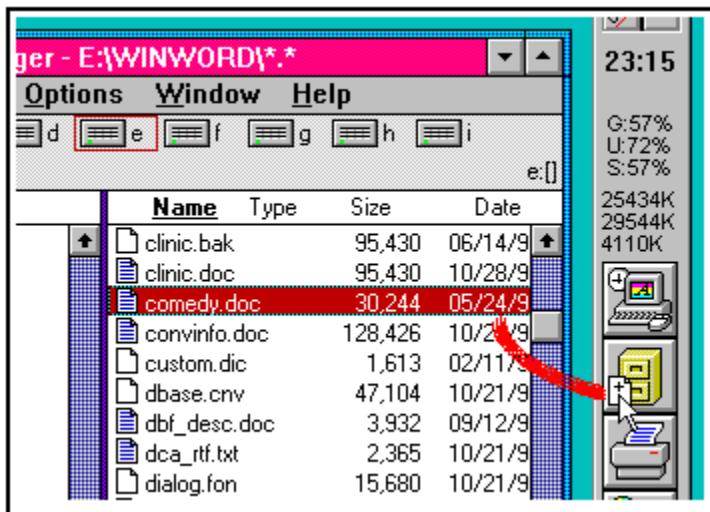 ger - E:\WINWORD\*.*
23:15
Options Window Help
d e f g h i
G:57%
U:72%
S:57%
e:[]
25434K
29544K
4110K
Name Type Size Date
clinic.bak 95,430 06/14/9
clinic.doc 95,430 10/28/9
comedy.doc 30,244 05/24/9
convinfo.doc 128,426 10/2 /9
custom.dic 1,613 02/11/9
dbase.cnv 47,104 10/21/9
dbf_desc.doc 3,932 09/12/9
dca_rtf.txt 2,365 10/21/9
dialog.fon 15,680 10/21/9